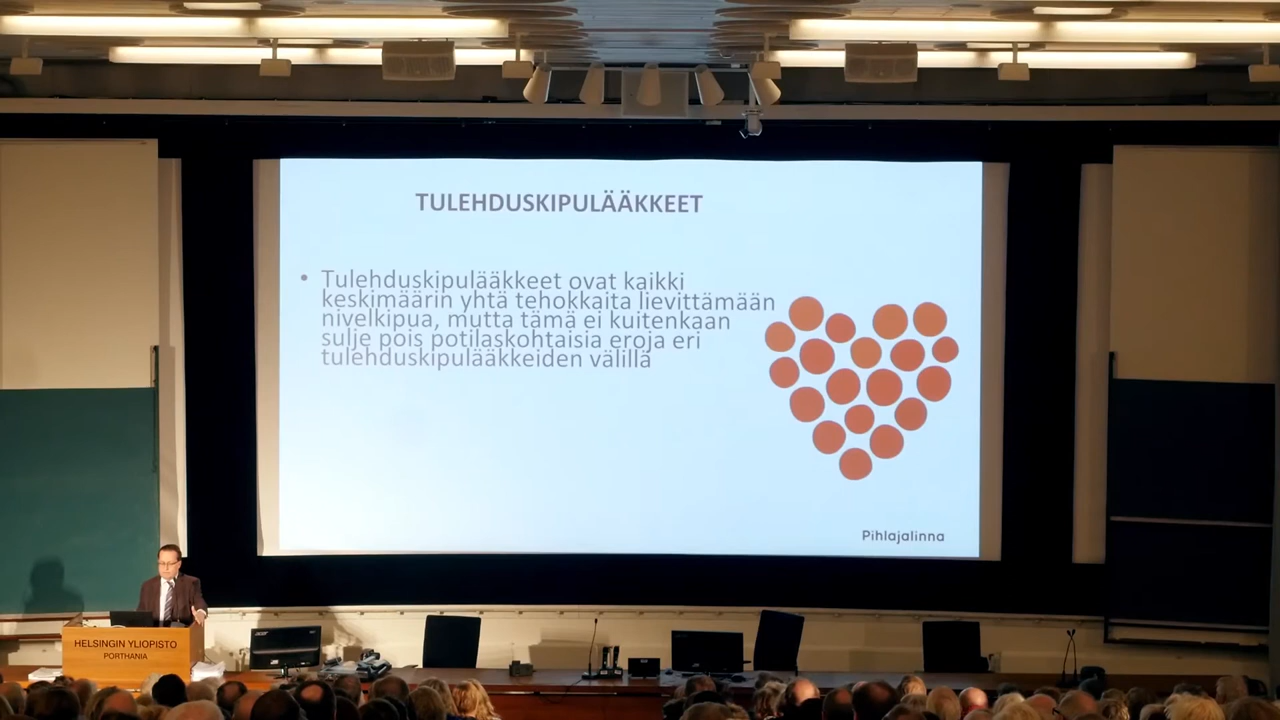 TULEHDUSKIPULÄÄKKEET
• Tulehduskipulääkkeet ovat kaikki
keskimäärin yhtä tehokkaita lievittämään
nivelkipua, mutta tämä ei kuitenkaan
sulje pois potilaskohtaisia eroja eri
tulehduskipulääkkeiden välillä
Pihlajalinna
HELSINGIN YLIOPISTO
PORTHANIA
acer